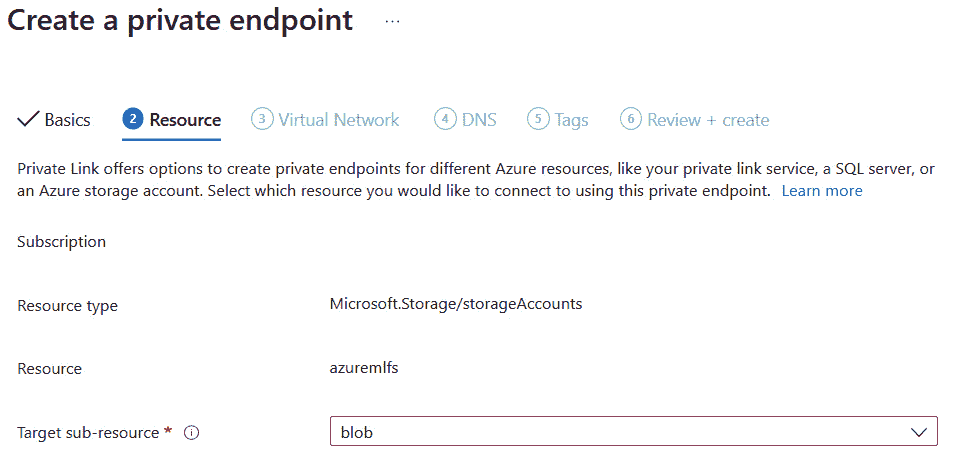 Create a private endpoint ...
Basics 2 Resource 3 Virtual Network 4 DNS 5 Tags 6 Review + create
Private Link offers options to create private endpoints for different Azure resources, like your private link service, a SQL server, or
an Azure storage account. Select which resource you would like to connect to using this private endpoint. Learn more
Subscription
Resource type Microsoft.Storage/storageAccounts
Resource azuremlfs
Target sub-resource * blob